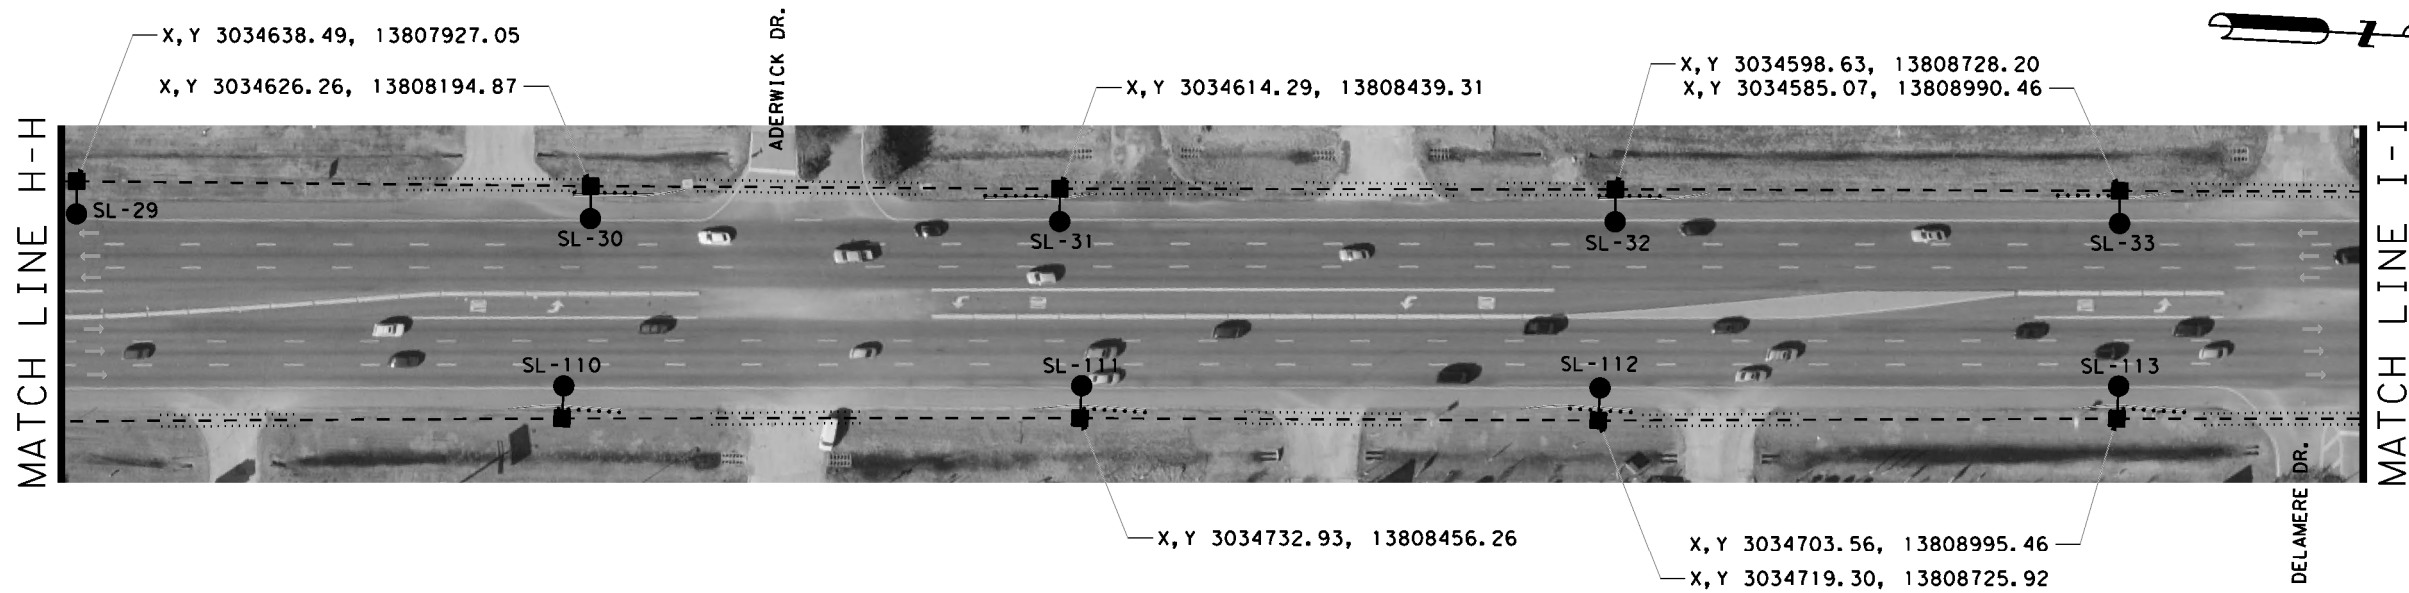 X,Y 3034638.49, 13807927.05
X,Y 3034626.26, 13808194.87
ADERWICK DR.
X,Y 3034614.29, 13808439.31
X,Y 3034598.63, 13808728.20
X,Y 3034585.07, 13808990.46
Z
MATCH LINE H-H
MATCH LINE I-I
SL-29
SL-30
SL-31
SL-32
SL-33
SL-110
SL-111
SL-112
SL-113
X,Y 3034732.93, 13808456.26
X,Y 3034703.56, 13808995.46
X,Y 3034719.30, 13808725.92
DELAMERE DR.